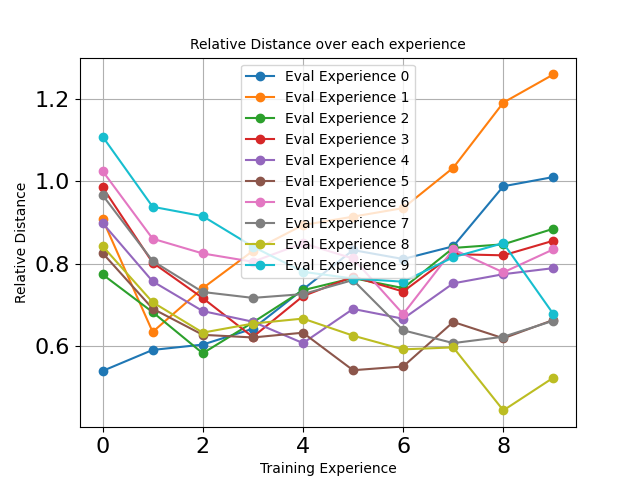 Relative Distance over each experience
Relative Distance
1.2
1.0
0.8
0.6
Eval Experience 0
Eval Experience 1
Eval Experience 2
Eval Experience 3
Eval Experience 4
Eval Experience 5
Eval Experience 6
Eval Experience 7
Eval Experience 8
Eval Experience 9
0 2 4 6 8
Training Experience